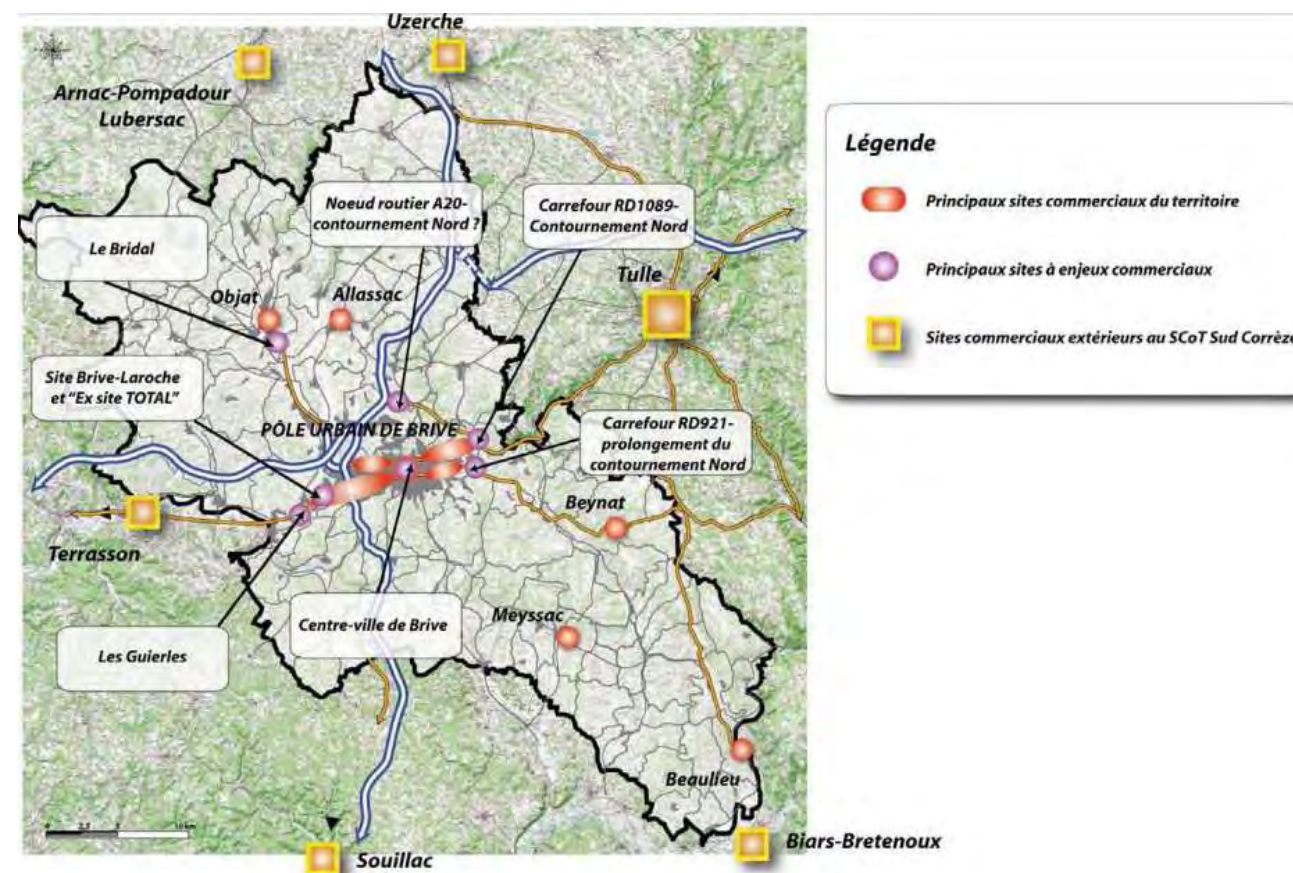 Uzerche
Arnac-Pompadour
Lubersac
Légende
Principaux sites commerciaux du territoire
Principaux sites à enjeux commerciaux
Sites commerciaux extérieurs au SCoT Sud Corrèze
Noeud routier A20-
contournement Nord ?
Carrefour RD1089-
Contournement Nord
Le Bridal
Tulle
Objat
Allassac
Site Brive-Laroche
et "Ex site TOTAL"
PÔLE URBAIN DE BRIVE
Carrefour RD921-
prolongement du
contournement Nord
Beynat
Terrasson
Centre-ville de Brive
Meyssac
Les Guierles
Beaulieu
Biars-Bretenoux
Souillac
10 km